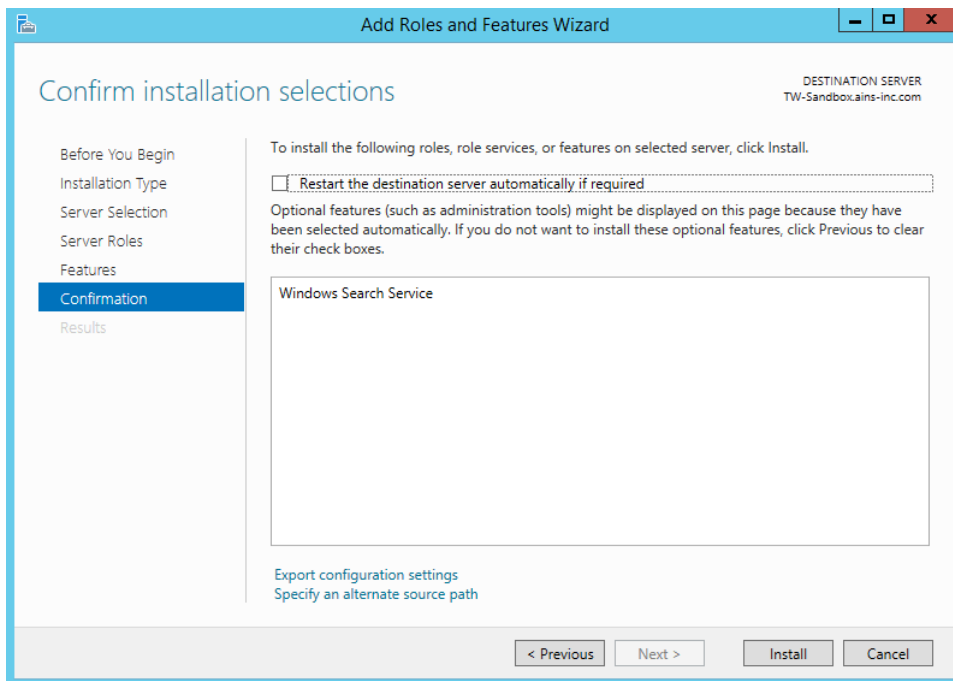 Add Roles and Features Wizard
Confirm installation selections
DESTINATION SERVER
TW-Sandbox.ains-inc.com
Before You Begin
Installation Type
Server Selection
Server Roles
Features
Confirmation
Results
To install the following roles, role services, or features on selected server, click Install.
Restart the destination server automatically if required
Optional features (such as administration tools) might be displayed on this page because they have
been selected automatically. If you do not want to install these optional features, click Previous to clear
their check boxes.
Windows Search Service
Export configuration settings
Specify an alternate source path
< Previous
Next >
Install
Cancel